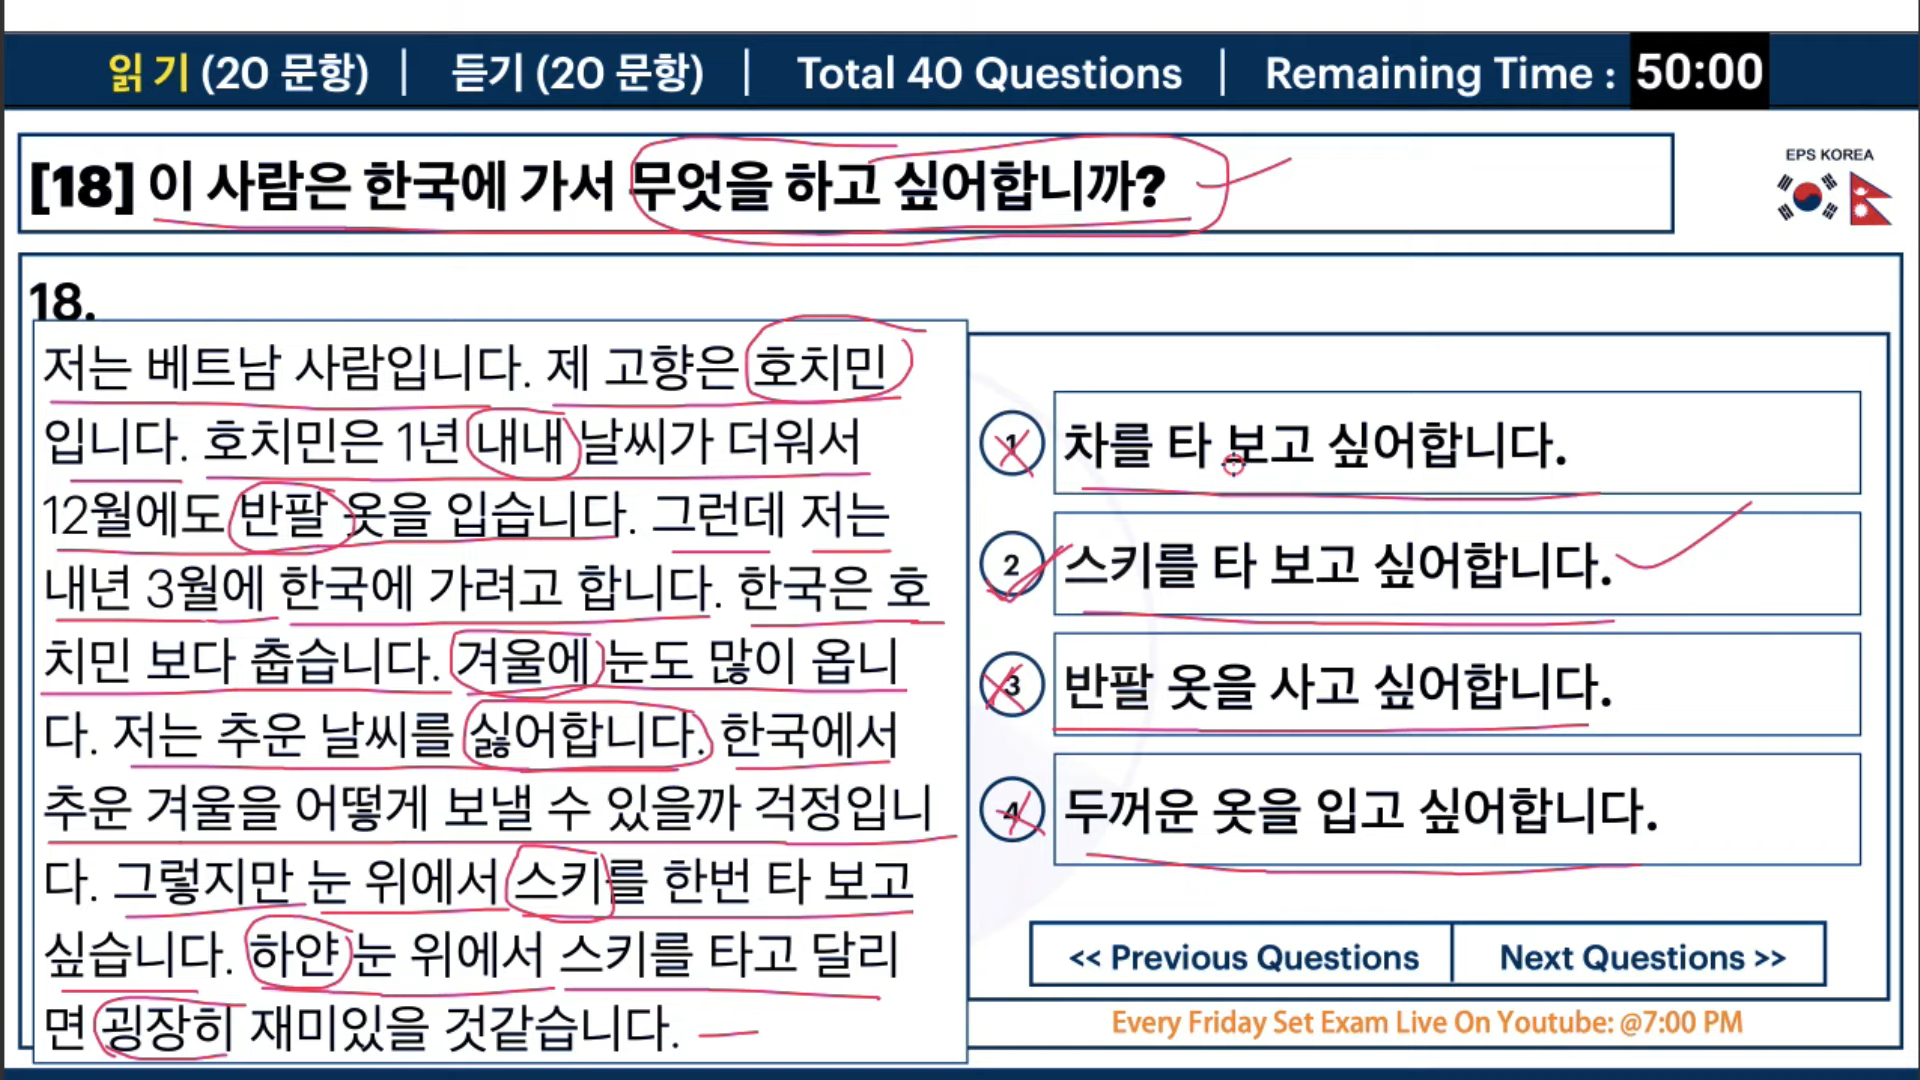 읽 기 (20 문항) | 듣기 (20 문항) | Total 40 Questions | Remaining Time : 50:00
[18] 이 사람은 한국에 가서 무엇을 하고 싶어합니까?
EPS KOREA
18.
저는 베트남 사람입니다. 제 고향은 호치민
입니다. 호치민은 1년 내내 날씨가 더워서
12월에도 반팔 옷을 입습니다. 그런데 저는
내년 3월에 한국에 가려고 합니다. 한국은 호
치민 보다 춥습니다. 겨울에 눈도 많이 옵니
다. 저는 추운 날씨를 싫어합니다. 한국에서
추운 겨울을 어떻게 보낼 수 있을까 걱정입니
다. 그렇지만 눈 위에서 스키를 한번 타 보고
싶습니다. 하얀 눈 위에서 스키를 타고 달리
면 굉장히 재미있을 것같습니다.
1 차를 타 보고 싶어합니다.
2 스키를 타 보고 싶어합니다.
3 반팔 옷을 사고 싶어합니다.
4 두꺼운 옷을 입고 싶어합니다.
<< Previous Questions Next Questions >>
Every Friday Set Exam Live On Youtube: @7:00 PM